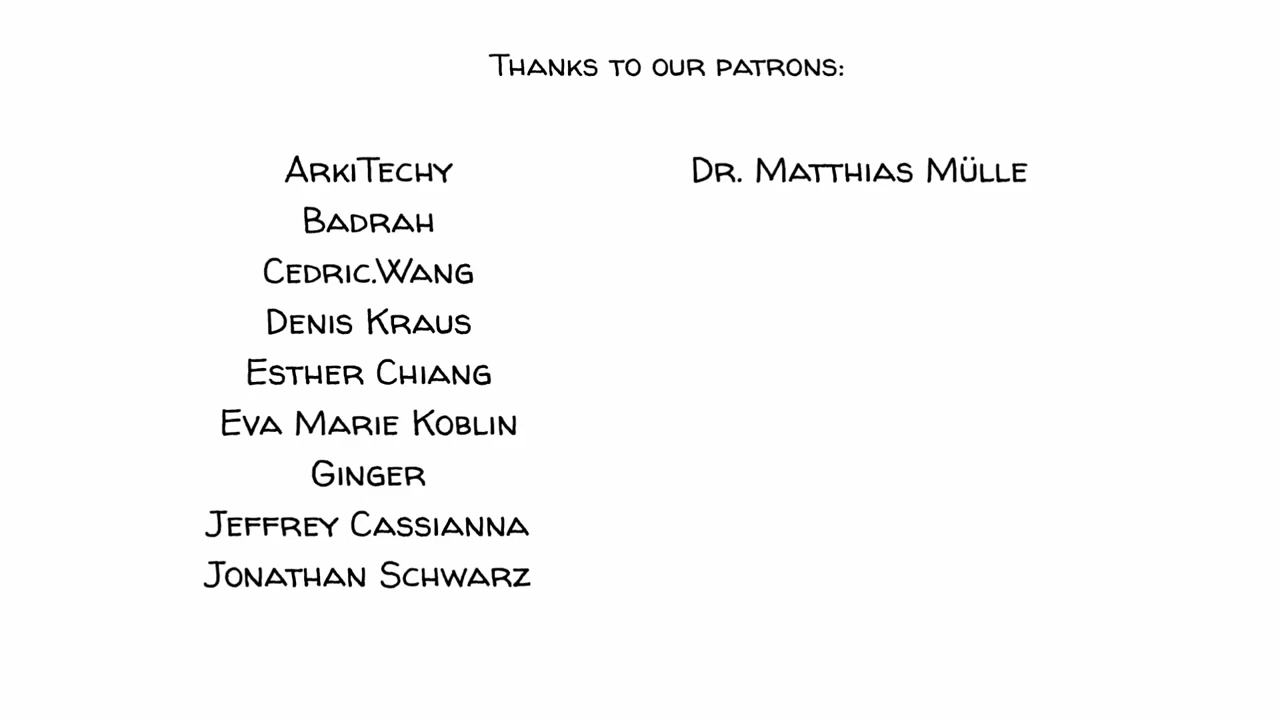 Thanks to our patrons:
ArkiTechy
Badrah
Cedric.Wang
Denis Kraus
Esther Chiang
Eva Marie Koblin
Ginger
Jeffrey Cassianna
Jonathan Schwarz
Dr. Matthias Mülle